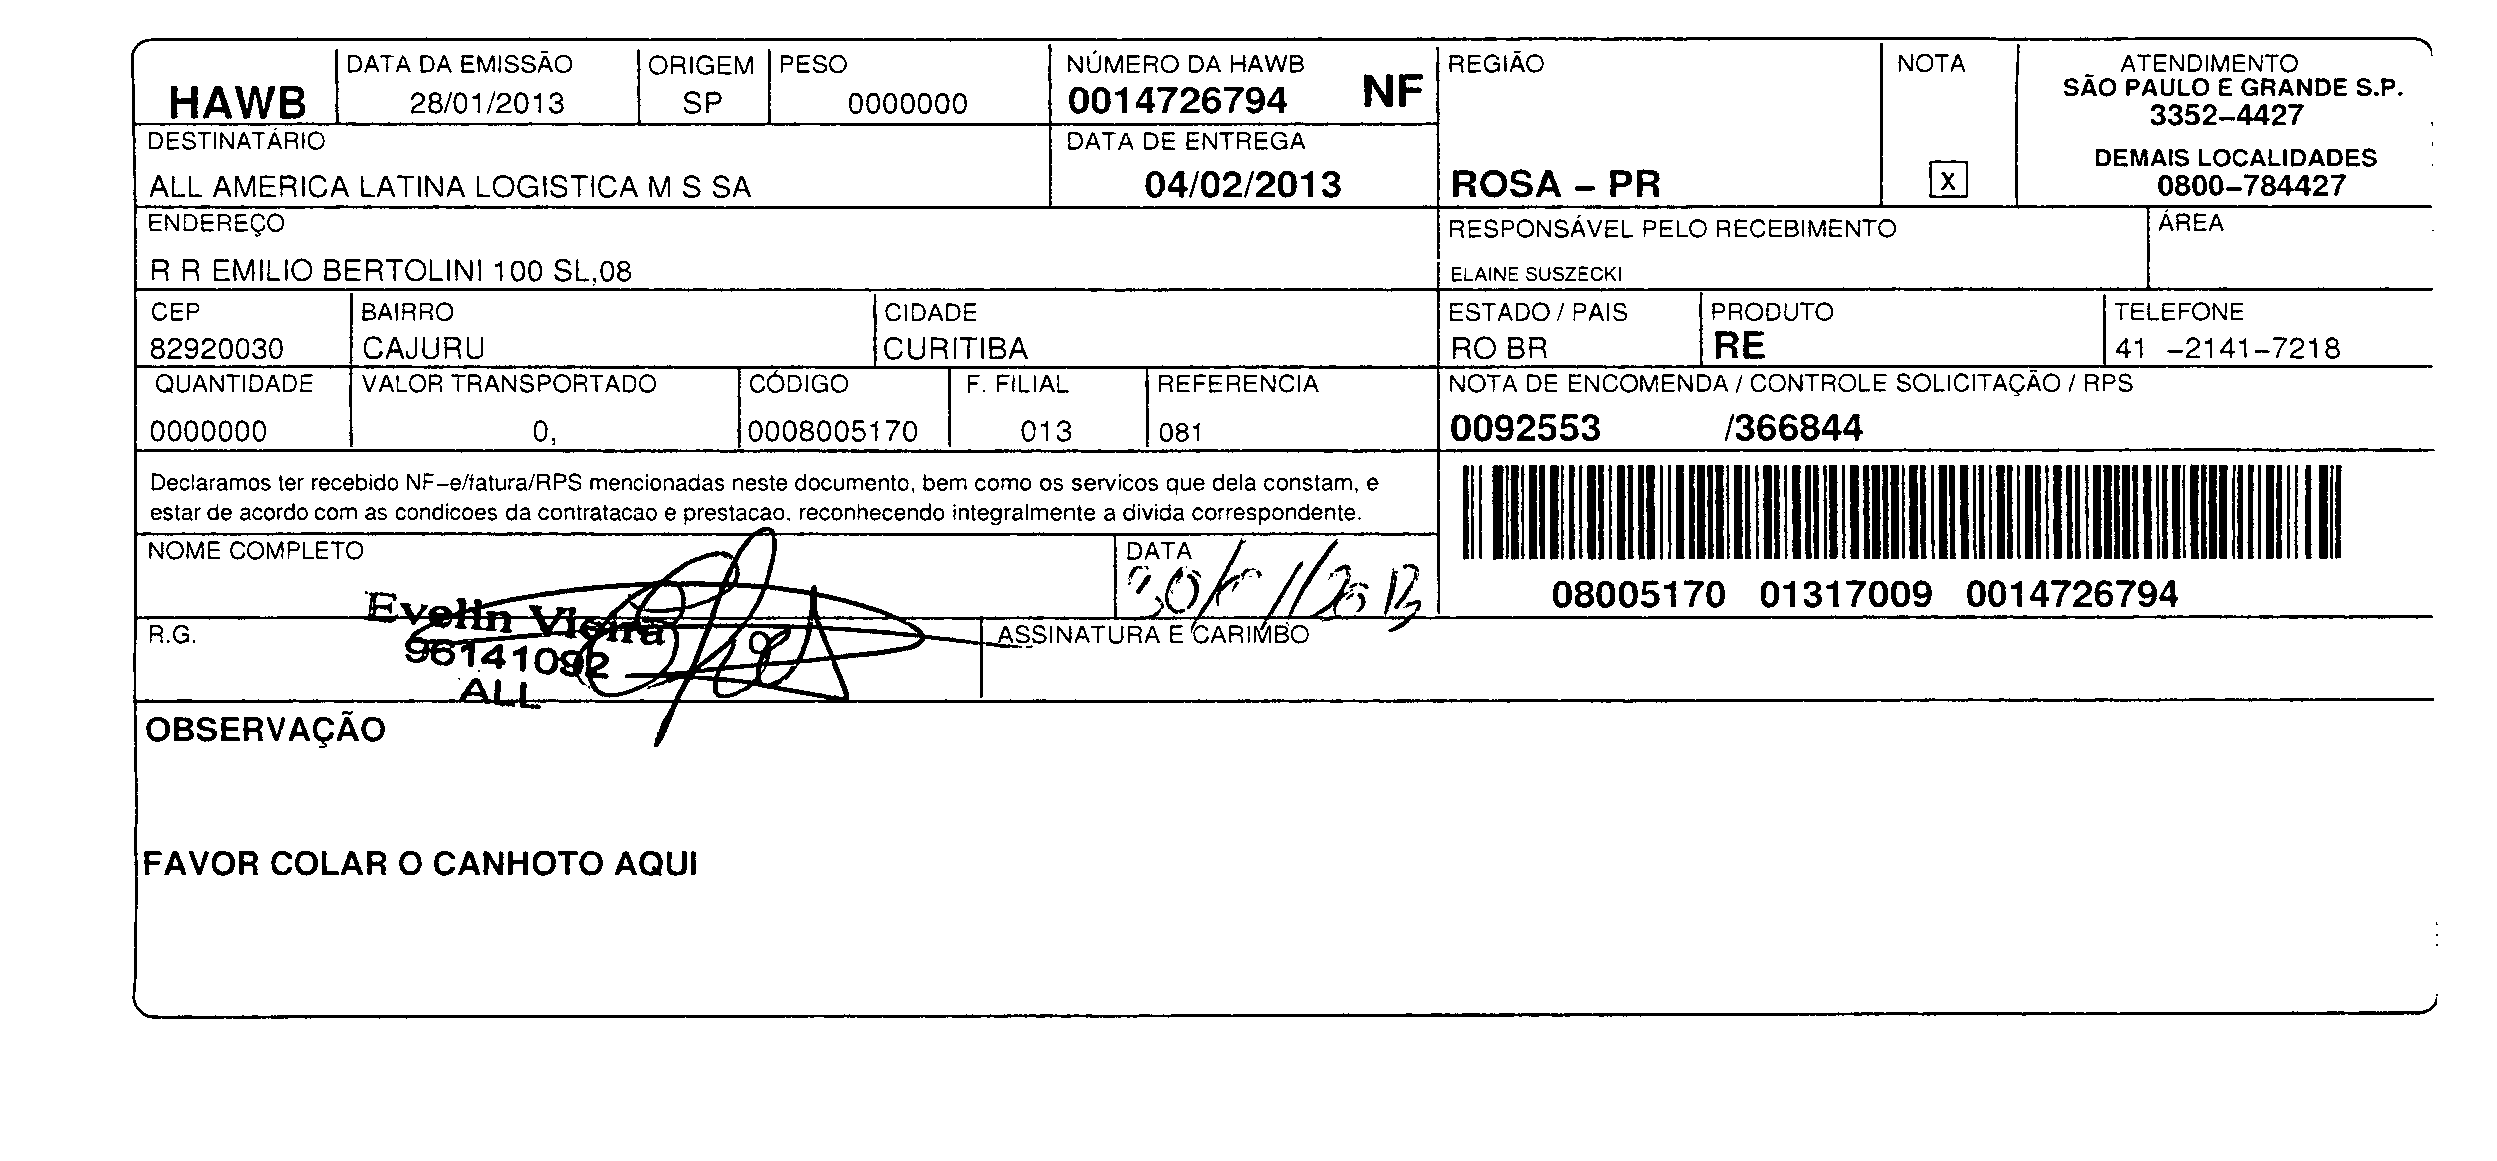 HAWB
DATA DA EMISSÃO
28/01/2013
ORIGEM
SP
PESO
0000000
NÚMERO DA HAWB
0014726794 NF
REGIÃO
ROSA – PR
NOTA
X
ATENDIMENTO
SÃO PAULO E GRANDE S.P.
3352–4427
DEMAIS LOCALIDADES
0800–784427
DESTINATÁRIO
ALL AMERICA LATINA LOGISTICA M S SA
DATA DE ENTREGA
04/02/2013
ENDEREÇO
R R EMILIO BERTOLINI 100 SL,08
RESPONSÁVEL PELO RECEBIMENTO
ELAINE SUSZECKI
ÁREA
CEP
82920030
BAIRRO
CAJURU
CIDADE
CURITIBA
ESTADO / PAIS
RO BR
PRODUTO
RE
TELEFONE
41 –2141–7218
QUANTIDADE
0000000
VALOR TRANSPORTADO
0,
CÓDIGO
0008005170
F. FILIAL
013
REFERENCIA
081
NOTA DE ENCOMENDA / CONTROLE SOLICITAÇÃO / RPS
0092553 /366844
Declaramos ter recebido NF–e/fatura/RPS mencionadas neste documento, bem como os servicos que dela constam, e
estar de acordo com as condicoes da contratacao e prestacao. reconhecendo integralmente a divida correspondente.
08005170 01317009 0014726794
NOME COMPLETO
Evelin Vieira
DATA
R.G.
96141092
ALL
ASSINATURA E CARIMBO
OBSERVAÇÃO
FAVOR COLAR O CANHOTO AQUI